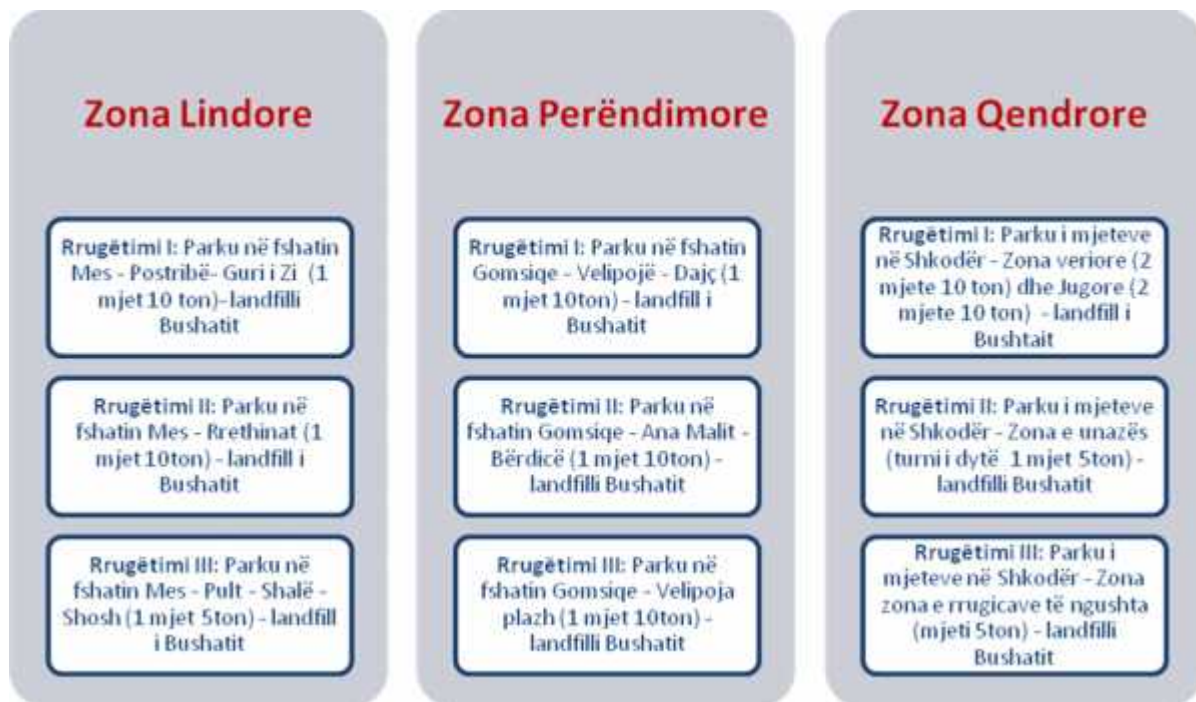 Zona Lindore
Rrugëtimi I: Parku në fshatin
Mes - Postribë- Guri i Zi (1
mjet 10 ton)- landfilli
Bushatit
Rrugëtimi II: Parku në
fshatin Mes - Rrethinat (1
mjet 10ton) - landfill i
Bushatit
Rrugëtimi III: Parku në
fshatin Mes - Pult - Shalë -
Shosh (1 mjet 5ton) - landfill
i Bushatit
Zona Perëndimore
Rrugëtimi I: Parku në fshatin
Gomsiqe - Velipojë - Dajç (1
mjet 10ton) - landfill i
Bushatit
Rrugëtimi II: Parku në
fshatin Gomsiqe - Ana Malit -
Bërdicë (1 mjet 10ton) -
landfilli Bushatit
Rrugëtimi III: Parku në
fshatin Gomsiqe - Velipoja
plazh (1 mjet 10ton) -
landfilli Bushatit
Zona Qendrore
Rrugëtimi I: Parku i mjeteve
në Shkodër - Zona veriore (2
mjete 10 ton) dhe Jugore (2
mjete 10 ton) - landfill i
Bushtait
Rrugëtimi II: Parku i mjeteve
në Shkodër - Zona e unazës
(turni i dytë 1 mjet 5ton) -
landfilli Bushatit
Rrugëtimi III: Parku i
mjeteve në Shkodër - Zona
zona e rrugicave të ngushta
(mjeti 5ton) - landfilli
Bushatit